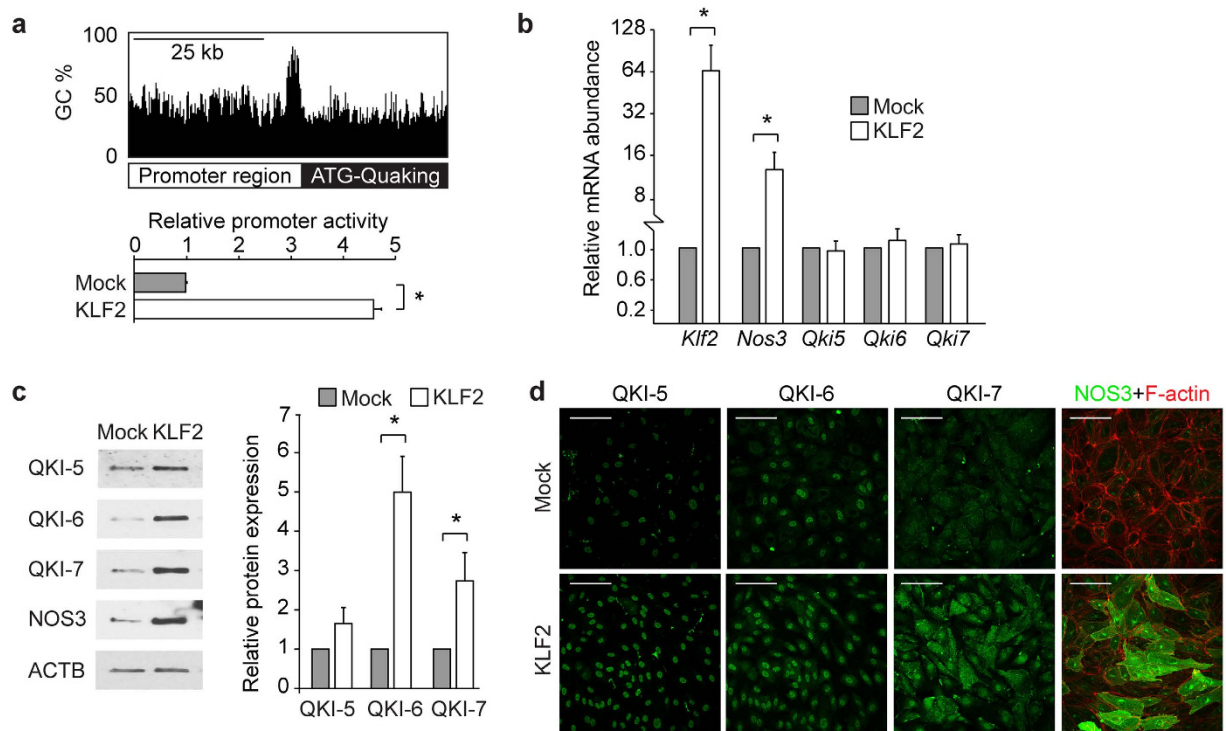 a
100
25 kb
GC %
50
0
Promoter region ATG-Quaking
Relative promoter activity
0 1 2 3 4 5
Mock
KLF2
*
b
128
64
32
16
8
1.0
0.6
0.2
Relative mRNA abundance
*
*
Mock
KLF2
Klf2 Nos3 Qki5 Qki6 Qki7
c
Mock KLF2
QKI-5
QKI-6
QKI-7
NOS3
ACTB
Mock KLF2
7
6
5
4
3
2
1
0
Relative protein expression
*
*
QKI-5 QKI-6 QKI-7
d
QKI-5 QKI-6 QKI-7 NOS3+F-actin
Mock
KLF2